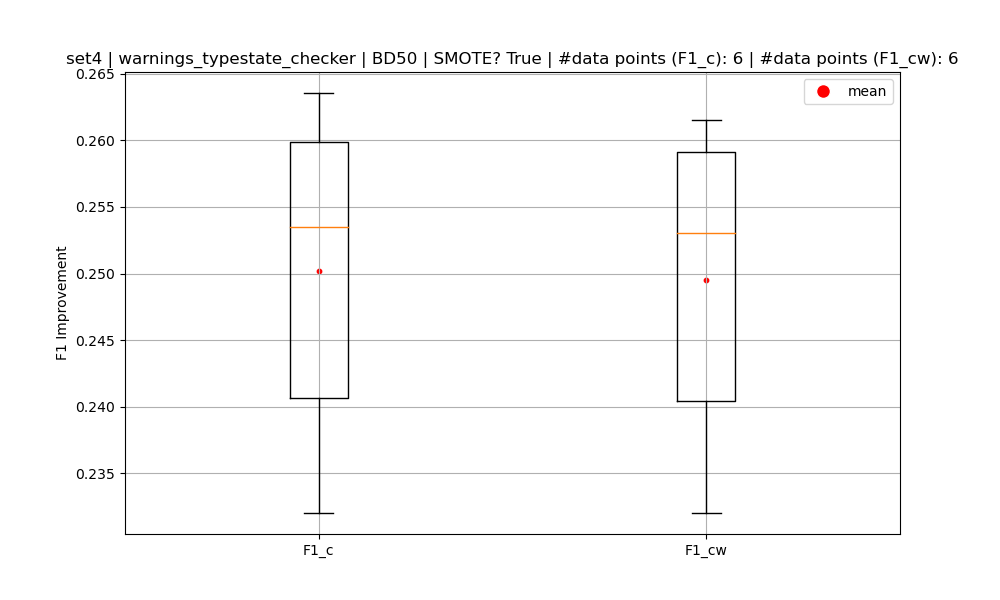 set4 | warnings_typestate_checker | BD50 | SMOTE? True | #data points (F1_c): 6 | #data points (F1_cw): 6
mean
0.265
0.260
0.255
0.250
0.245
0.240
0.235
F1 Improvement
F1_c
F1_cw